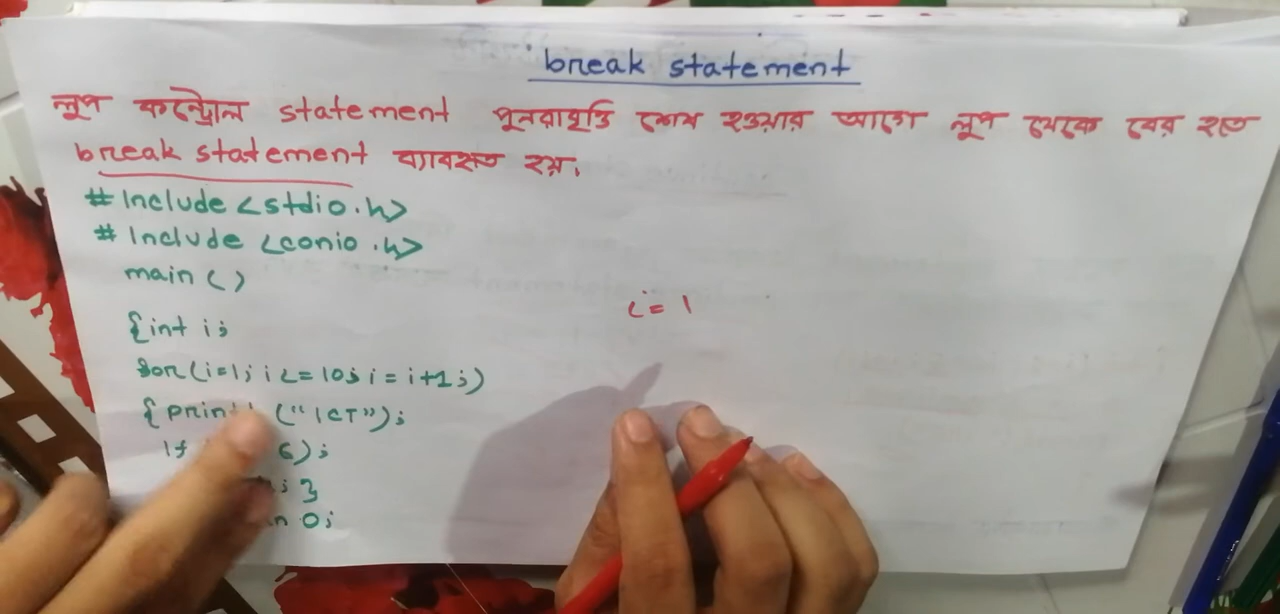 break statement
লুপ কন্ট্রোল statement পুনরাবৃত্তি শেষ হওয়ার আগে লুপ থেকে বের হতে
break statement ব্যাবহৃত হয়.
# Include <stdio.h>
# Include <conio.h>
main ()
{int i;
i = 1
for (i=1; i <=10; i = i+1;)
{ ("ICT");
If 6);
; }
0;